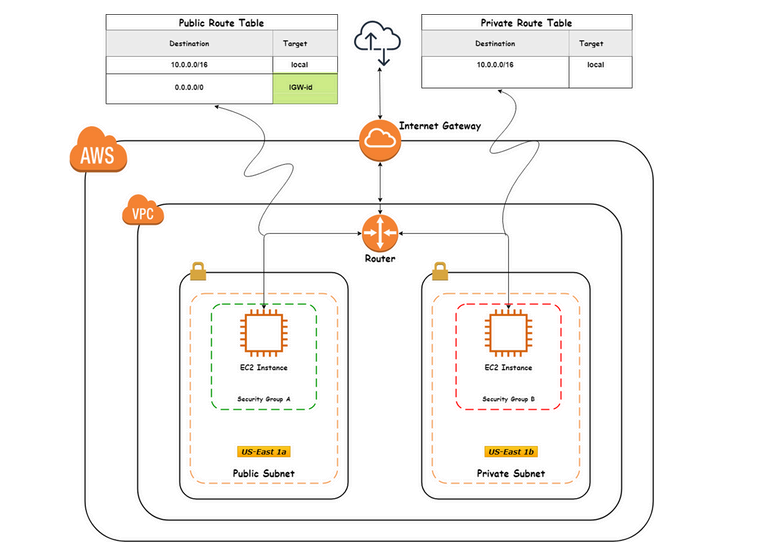 Public Route Table
Destination Target
10.0.0.0/16 local
0.0.0.0/0 IGW-id
Private Route Table
Destination Target
10.0.0.0/16 local
Internet Gateway
AWS
VPC
Router
EC2 Instance
Security Group A
US-East 1a
Public Subnet
EC2 Instance
Security Group B
US-East 1b
Private Subnet